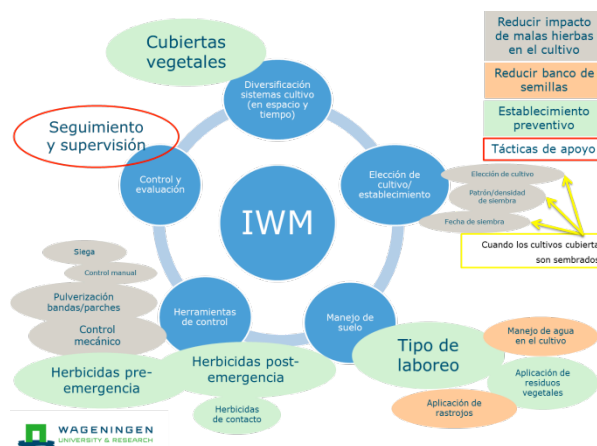 Cubiertas
vegetales
Reducir impacto
de malas hierbas
en el cultivo
Reducir banco de
semillas
Establecimiento
preventivo
Tácticas de apoyo
Diversificación
sistemas cultivo
(en espacio y
tiempo)
Seguimiento
y supervisión
Control y
evaluación
IWM
Elección de
cultivo/
establecimiento
Elección de cultivo
Patrón/densidad
de siembra
Fecha de siembra
Cuando los cultivos cubierta
son sembrados
Siega
Control manual
Pulverización
bandas/parches
Control
mecánico
Herbicidas pre-
emergencia
Herramientas
de control
Herbicidas post-
emergencia
Herbicidas
de contacto
Manejo de
suelo
Tipo de
laboreo
Manejo de agua
en el cultivo
Aplicación de
residuos
vegetales
Aplicación de
rastrojos
WAGENINGEN
UNIVERSITY & RESEARCH